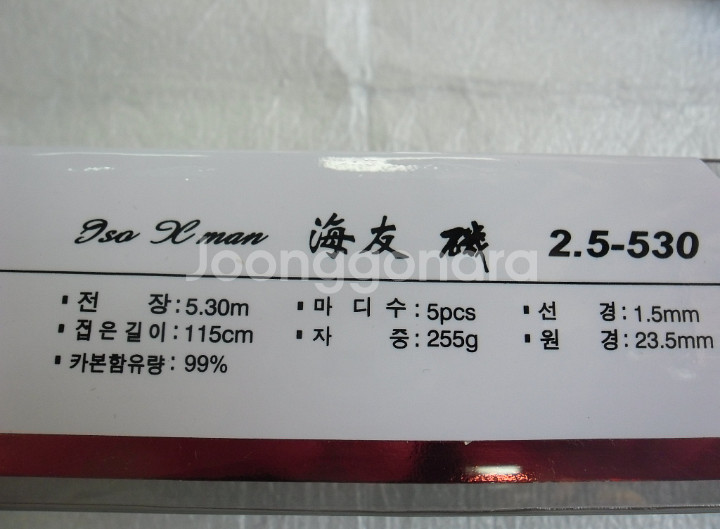 Iso X man 海友 磯 2.5-530
Joonggonara
▪ 전 장 : 5.30m ▪ 마 디 수 : 5pcs ▪ 선 경 : 1.5mm
▪ 접은길이 : 115cm ▪ 자 중 : 255g ▪ 원 경 : 23.5mm
▪ 카본함유량 : 99%